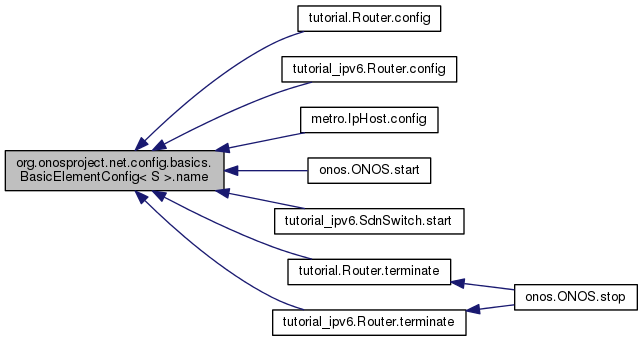 tutorial.Router.config
tutorial_ipv6.Router.config
metro.IpHost.config
org.onosproject.net.config.basics.
BasicElementConfig< S >.name
onos.ONOS.start
tutorial_ipv6.SdnSwitch.start
tutorial.Router.terminate
onos.ONOS.stop
tutorial_ipv6.Router.terminate